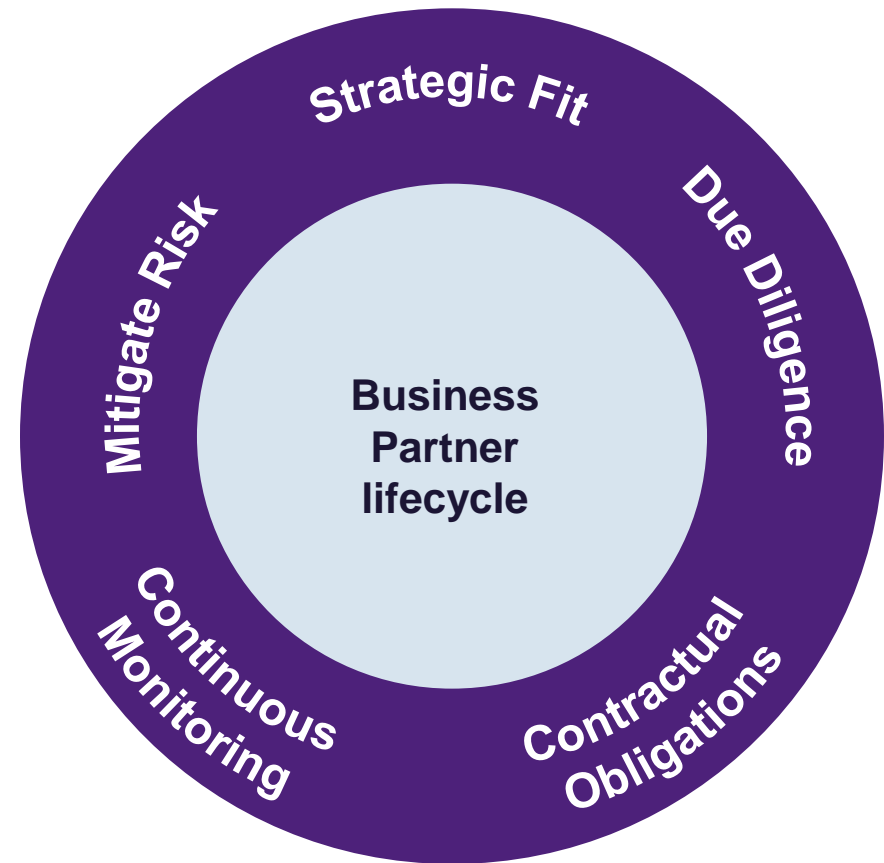 Strategic Fit
Due Diligence
Contractual
Obligations
Continuous
Monitoring
Mitigate Risk
Business
Partner
lifecycle